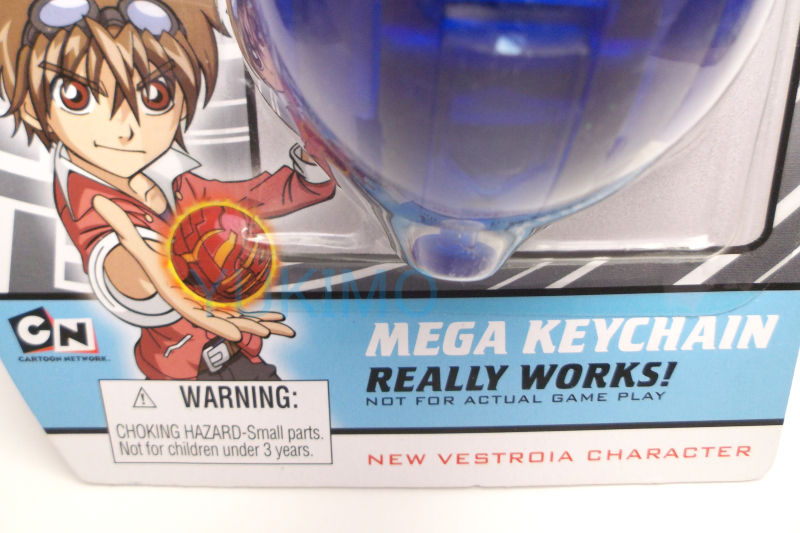 YUKIMO
CN
CARTOON NETWORK
MEGA KEYCHAIN
REALLY WORKS!
NOT FOR ACTUAL GAME PLAY
WARNING:
CHOKING HAZARD-Small parts.
Not for children under 3 years.
NEW VESTROIA CHARACTER